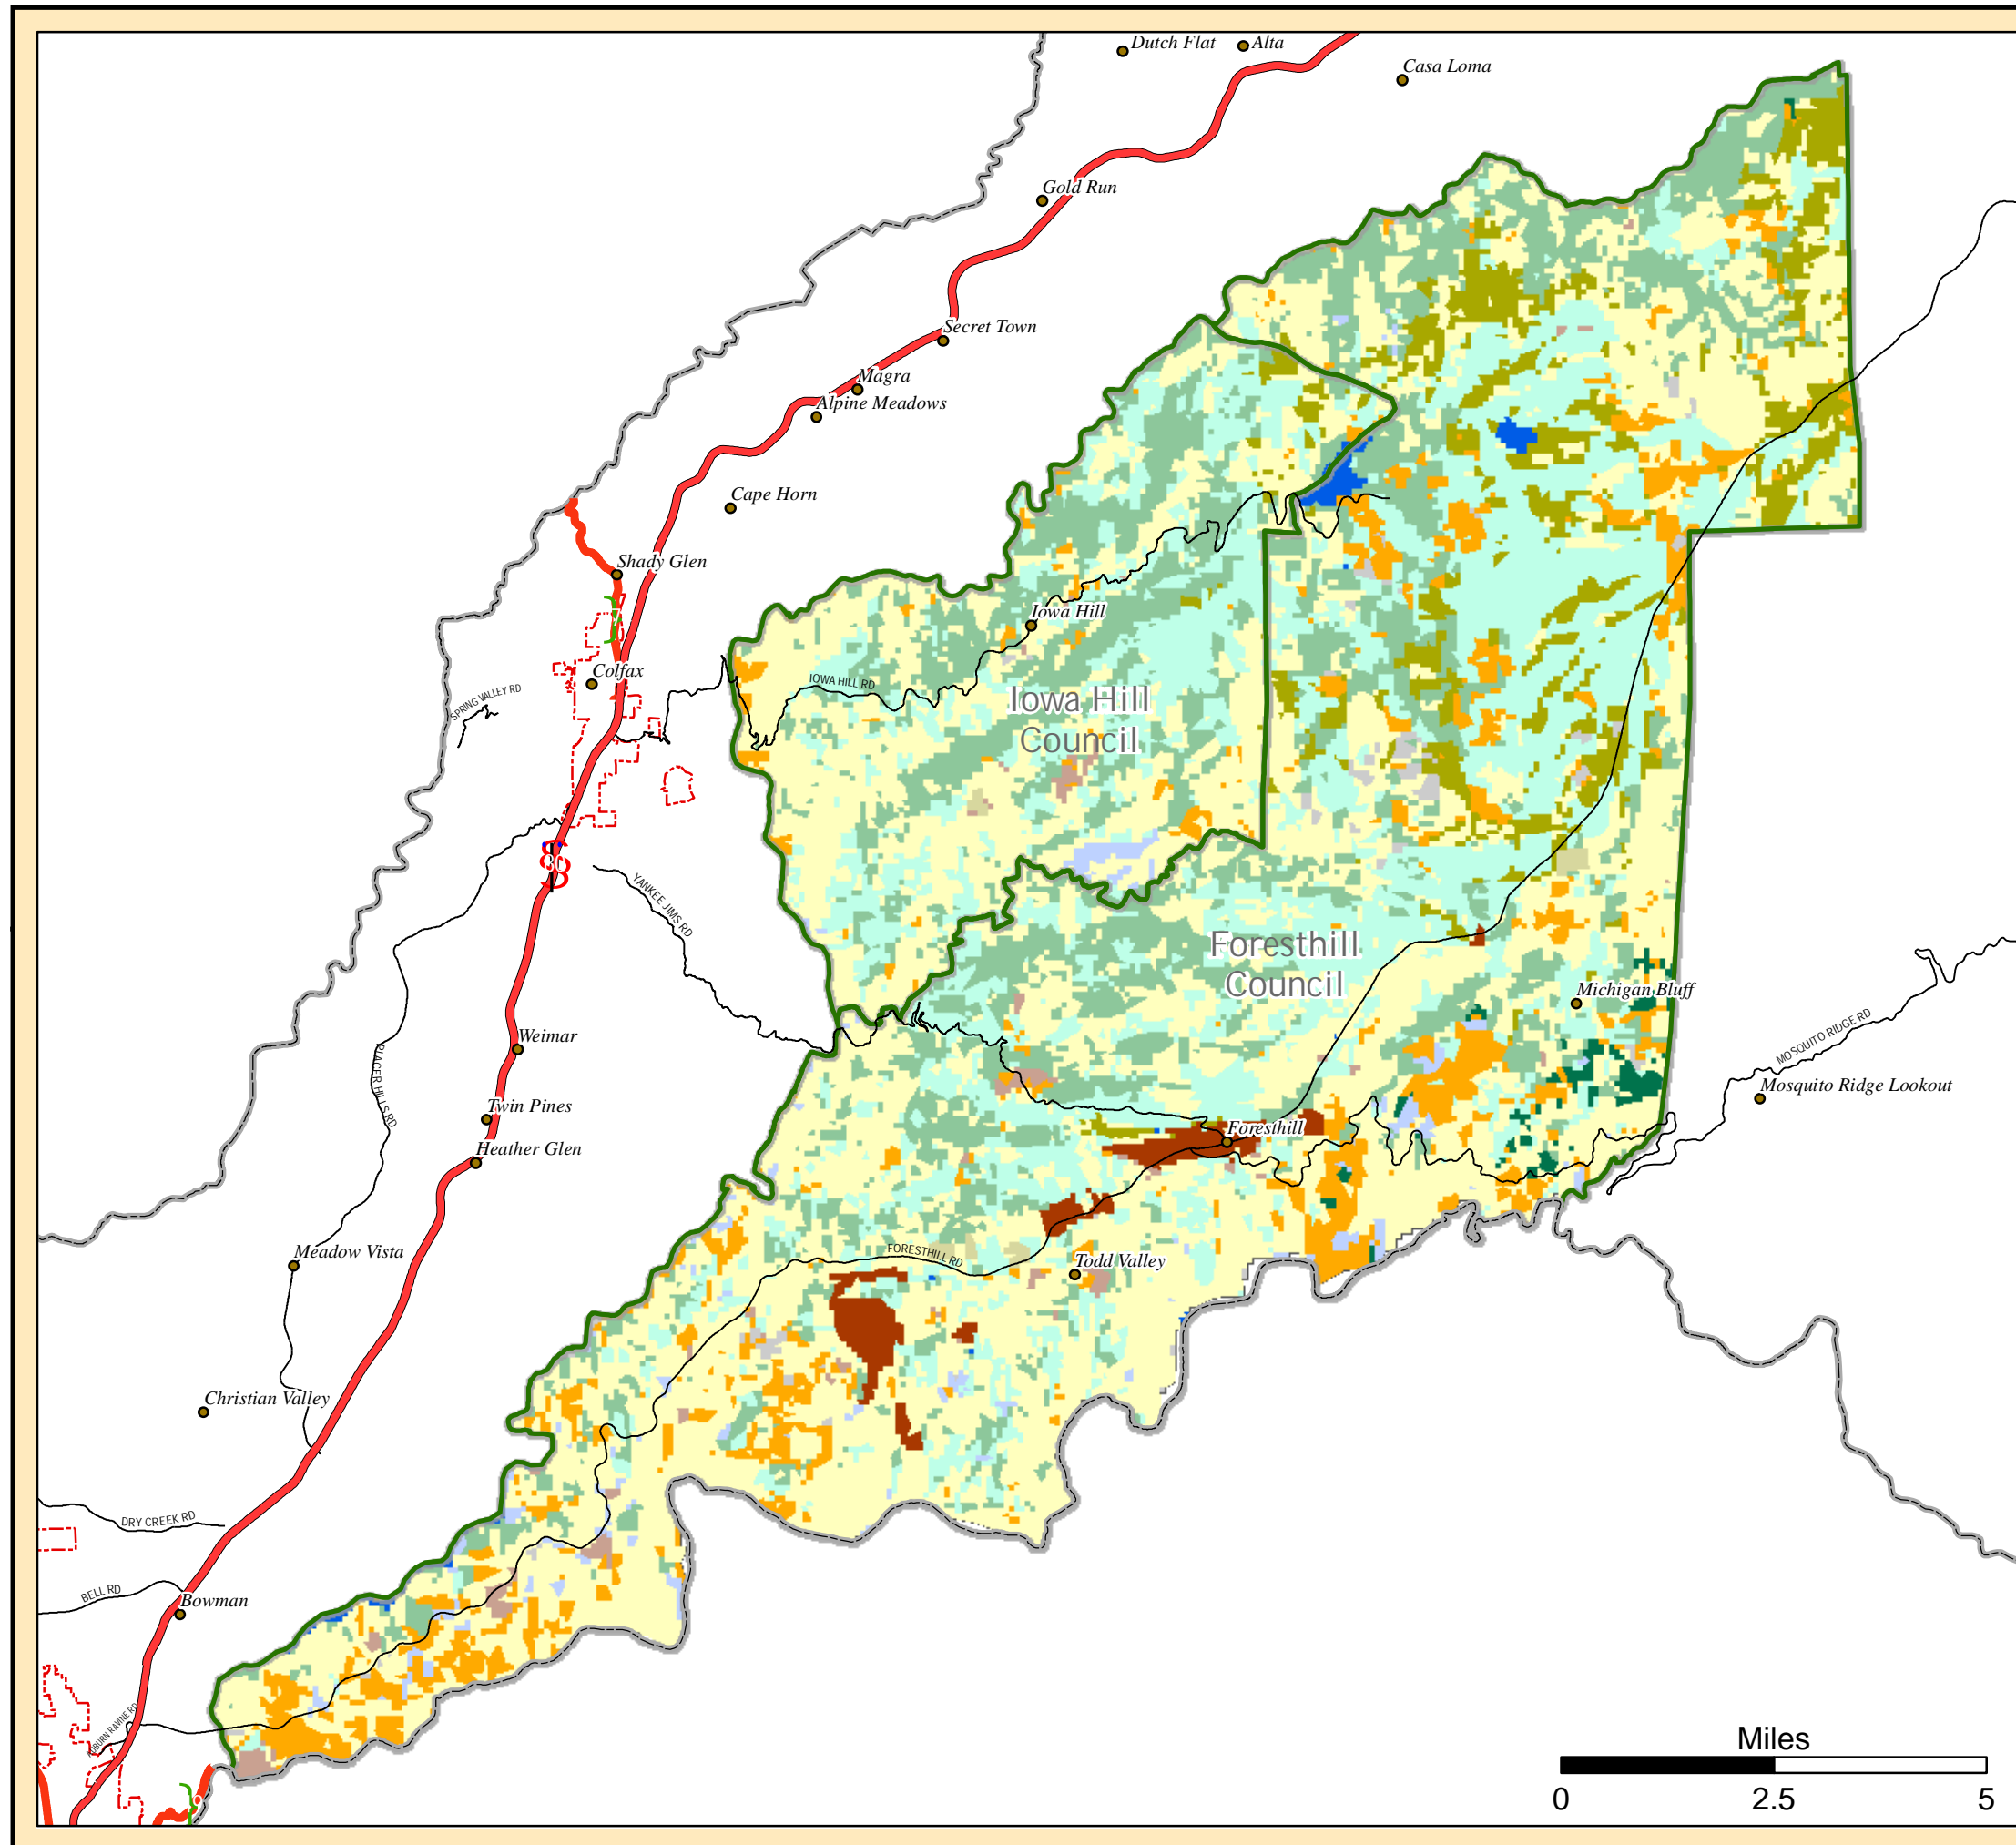 Dutch Flat
Alta
Casa Loma
Gold Run
Secret Town
Magra
Alpine Meadows
Cape Horn
Shady Glen
Iowa Hill
Colfax
IOWA HILL RD
SPRING VALLEY RD
Iowa Hill
Council
YANKEE JIMS RD
Foresthill
Council
Michigan Bluff
MOSQUITO RIDGE RD
Weimar
PLACER HILLS RD
Mosquito Ridge Lookout
Twin Pines
Foresthill
Heather Glen
Meadow Vista
FORESTHILL RD
Todd Valley
Christian Valley
DRY CREEK RD
BELL RD
Bowman
AUBURN RAVINE RD
Miles
0 2.5 5